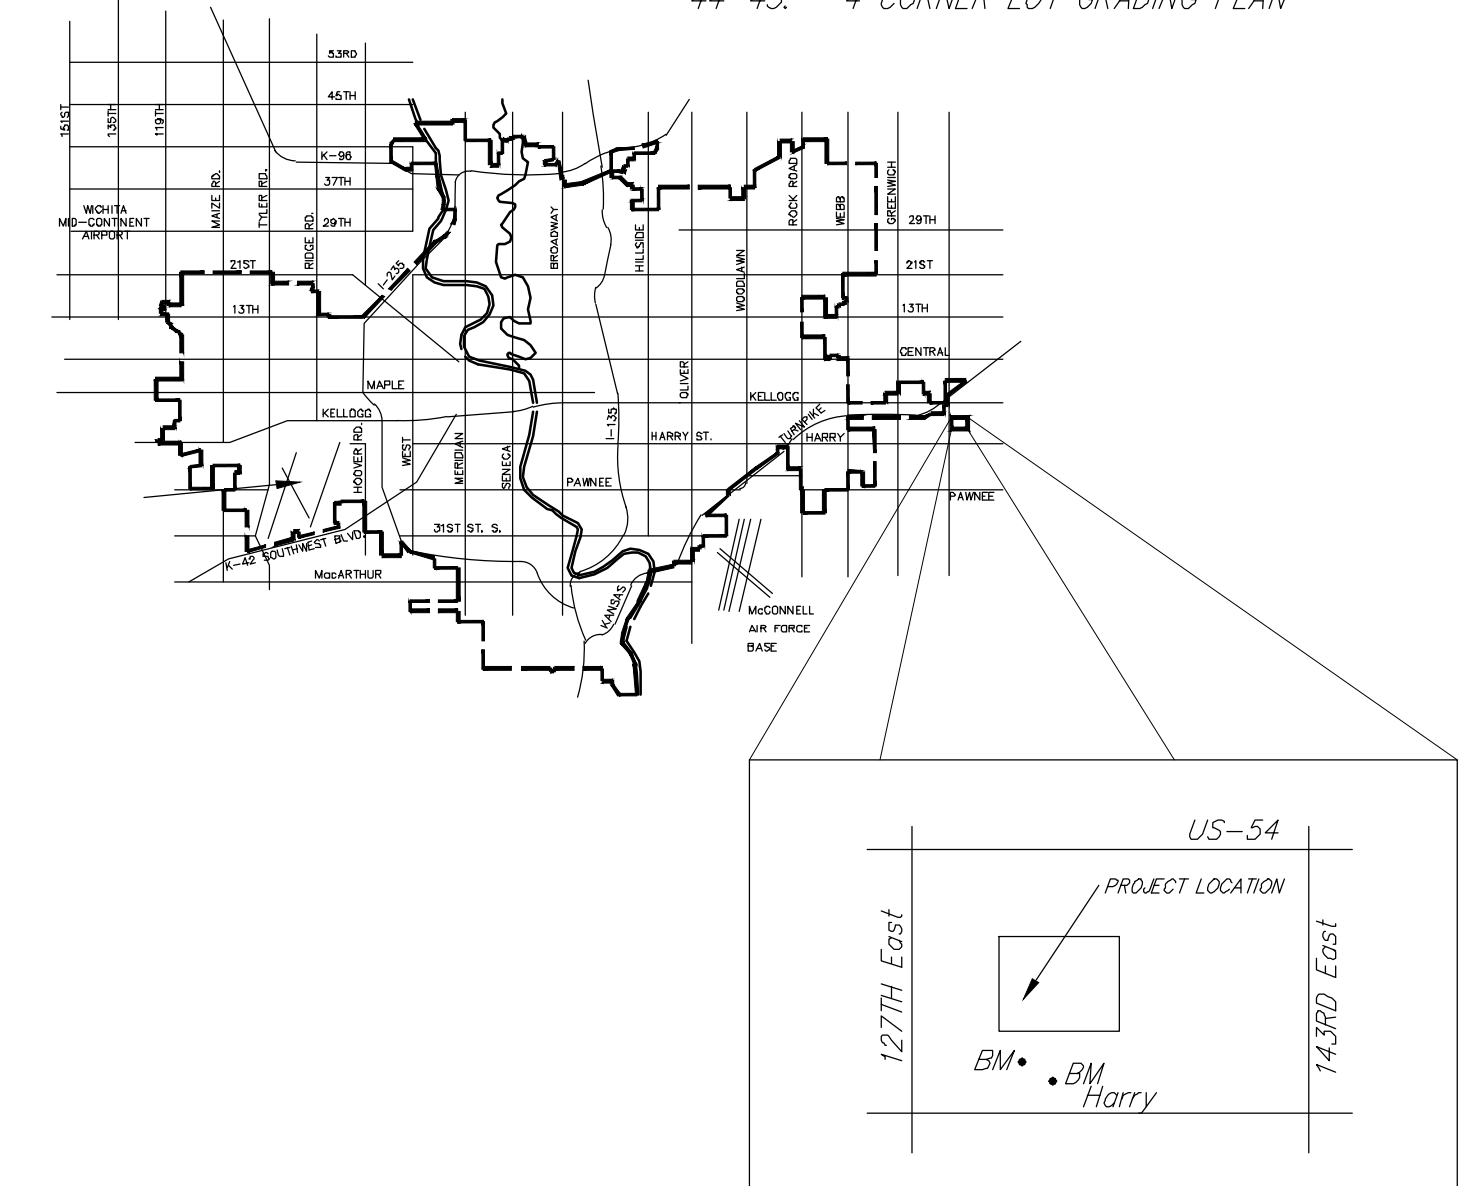 44-45. 4 CORNER LOT GRADING PLAN
53RD
45TH
151ST
135TH
119TH
K-96
37TH
MAIZE RD.
TYLER RD.
RIDGE RD.
29TH
WICHITA
MID-CONTINENT
AIRPORT
21ST
I-235
13TH
BROADWAY
HILLSIDE
WOODLAWN
ROCK ROAD
WEBB
GREENWICH
29TH
21ST
13TH
CENTRAL
OLIVER
MAPLE
KELLOGG
KELLOGG
TURNPIKE
I-135
HARRY ST.
HARRY
HOOVER RD.
WEST
MERIDIAN
SENECA
PAWNEE
PAWNEE
31ST ST. S.
K-42 SOUTHWEST BLVD.
MacARTHUR
KANSAS
McCONNELL
AIR FORCE
BASE
US-54
PROJECT LOCATION
127TH East
143RD East
BM
BM
Harry